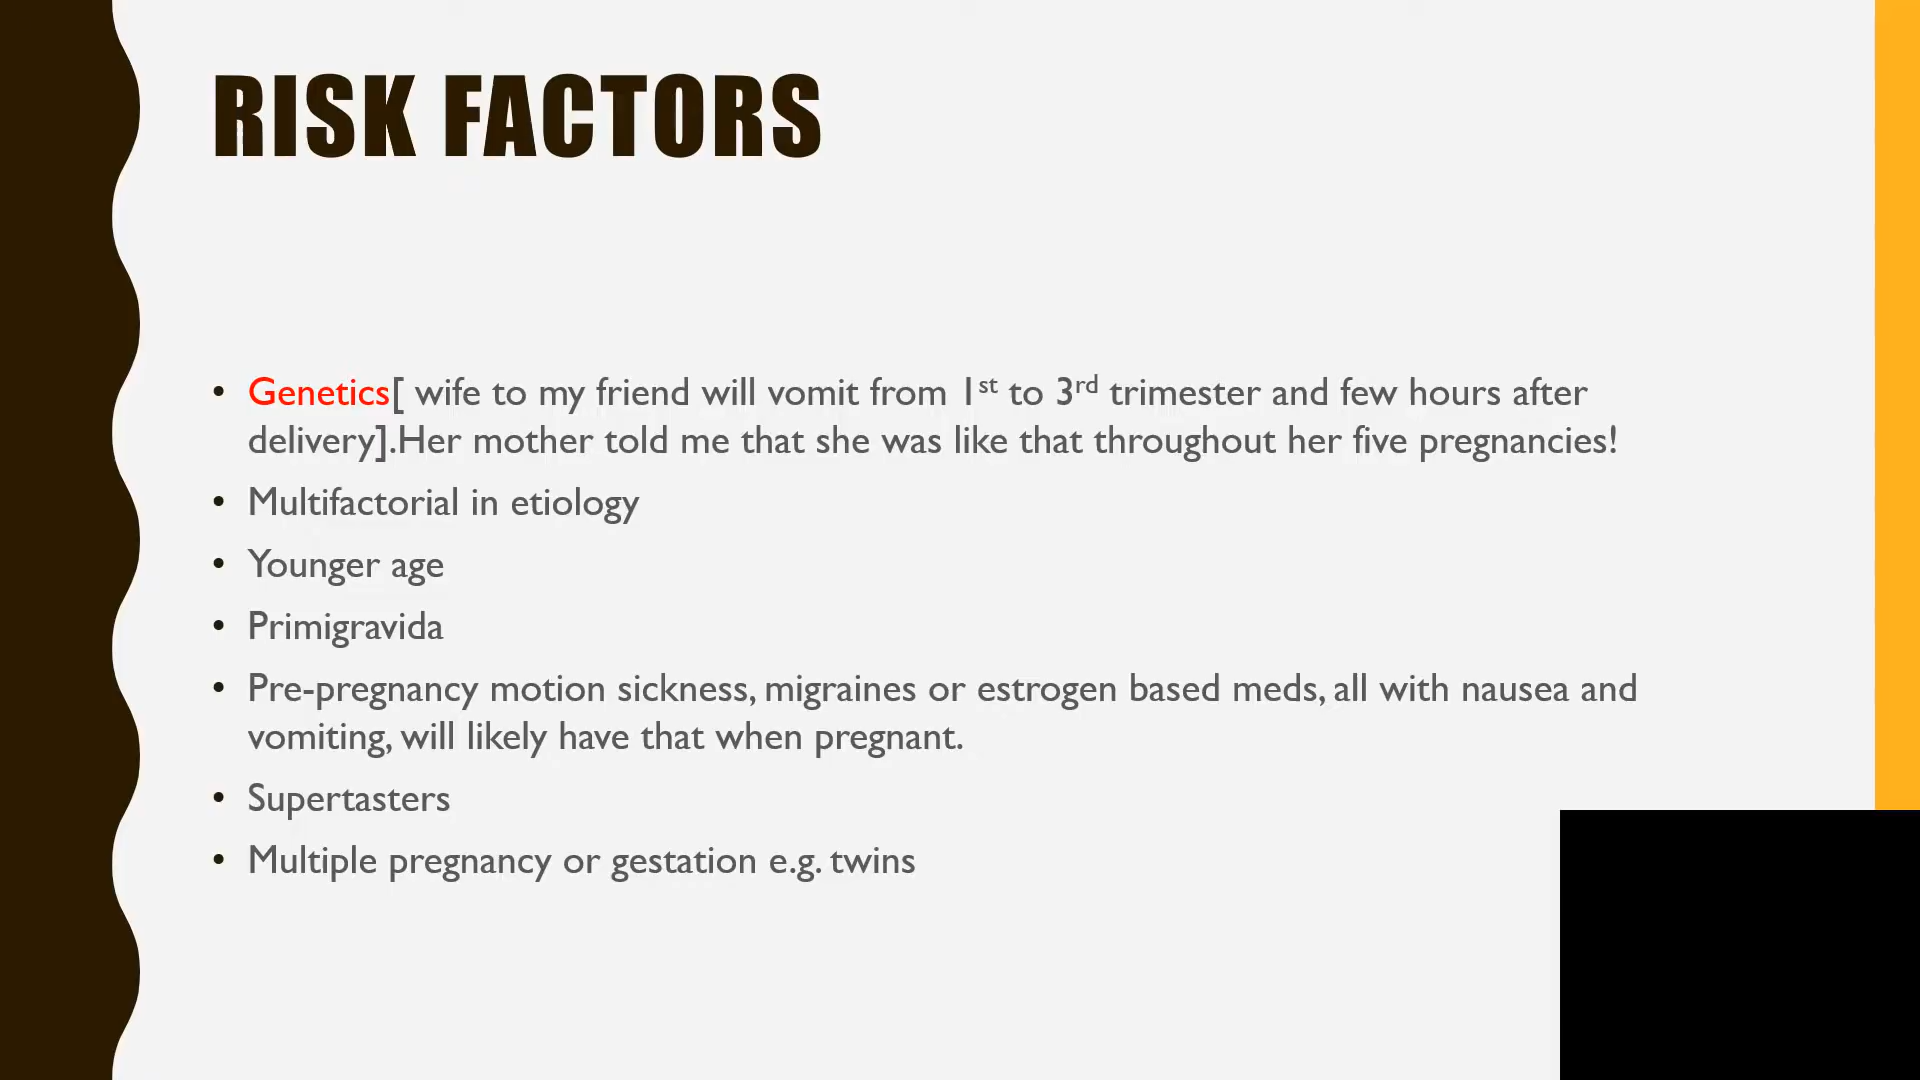 RISK FACTORS
• Genetics[ wife to my friend will vomit from 1st to 3rd trimester and few hours after
delivery].Her mother told me that she was like that throughout her five pregnancies!
• Multifactorial in etiology
• Younger age
• Primigravida
• Pre-pregnancy motion sickness, migraines or estrogen based meds, all with nausea and
vomiting, will likely have that when pregnant.
• Supertasters
• Multiple pregnancy or gestation e.g. twins